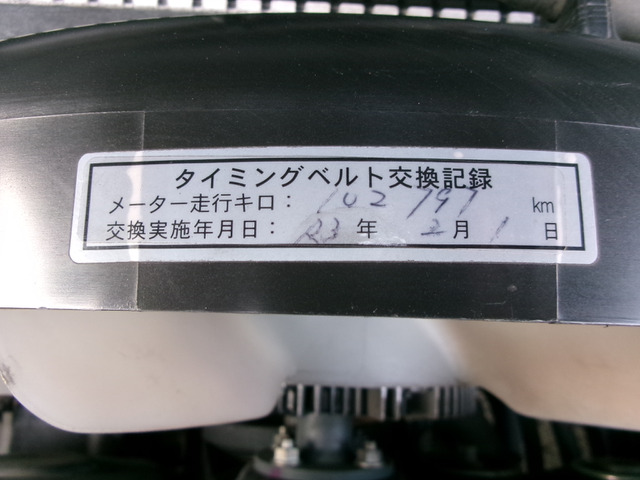 タイミングベルト交換記録
メーター走行キロ: 102797 km
交換実施年月日: R3 年 2 月 1 日